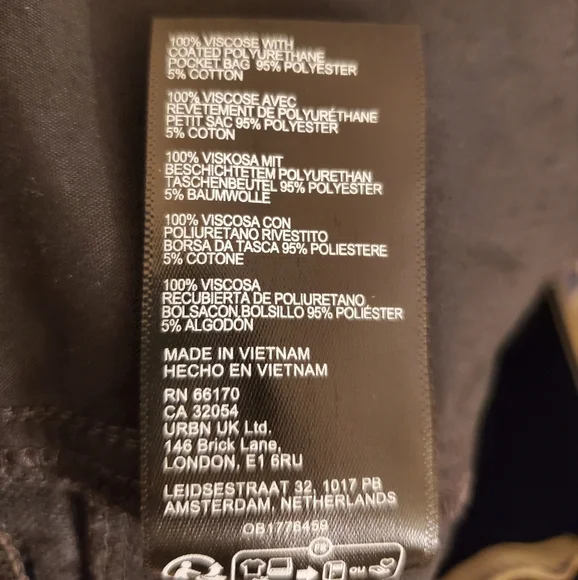 100% VISCOSE WITH
COATED POLYURETHANE
POCKET BAG 95% POLYESTER
5% COTTON
100% VISCOSE AVEC
REVÊTEMENT DE POLYURÉTHANE
PETIT SAC 95% POLYESTER
5% COTON
100% VISKOSA MIT
BESCHICHTETEM POLYURETHAN
TASCHENBEUTEL 95% POLYESTER
5% BAUMWOLLE
100% VISCOSA CON
POLIURETANO RIVESTITO
BORSA DA TASCA 95% POLIESTERE
5% COTONE
100% VISCOSA
RECUBIERTA DE POLIURETANO
BOLSACON,BOLSILLO 95% POLIÉSTER
5% ALGODÓN
MADE IN VIETNAM
HECHO EN VIETNAM
RN 66170
CA 32054
URBN UK Ltd.
146 Brick Lane,
LONDON, E1 6RU
LEIDSESTRAAT 32, 1017 PB
AMSTERDAM, NETHERLANDS
OB1776459
FR
OU